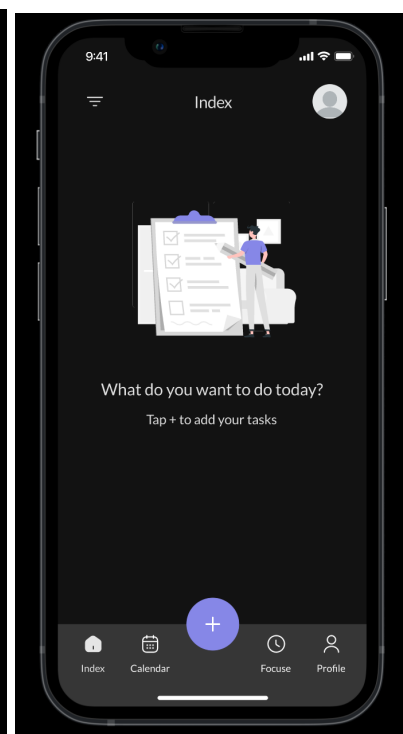 9:41
Index
What do you want to do today?
Tap + to add your tasks
+
Index Calendar Focuse Profile